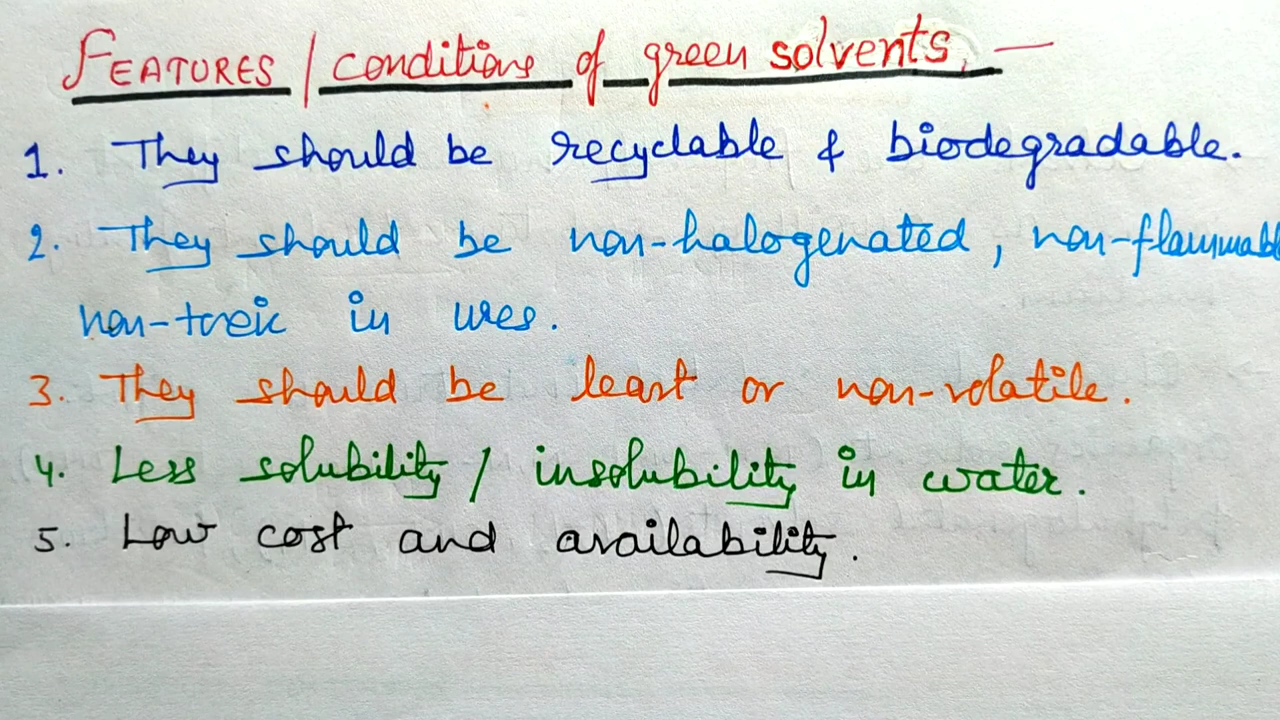 FEATURES / conditions of green solvents, —
1. They should be recyclable & biodegradable.
2. They should be non-halogenated, non-flammabl
non-toxic in uses.
3. They should be least or non-volatile.
4. Less solubility / insolubility in water.
5. Low cost and availability.